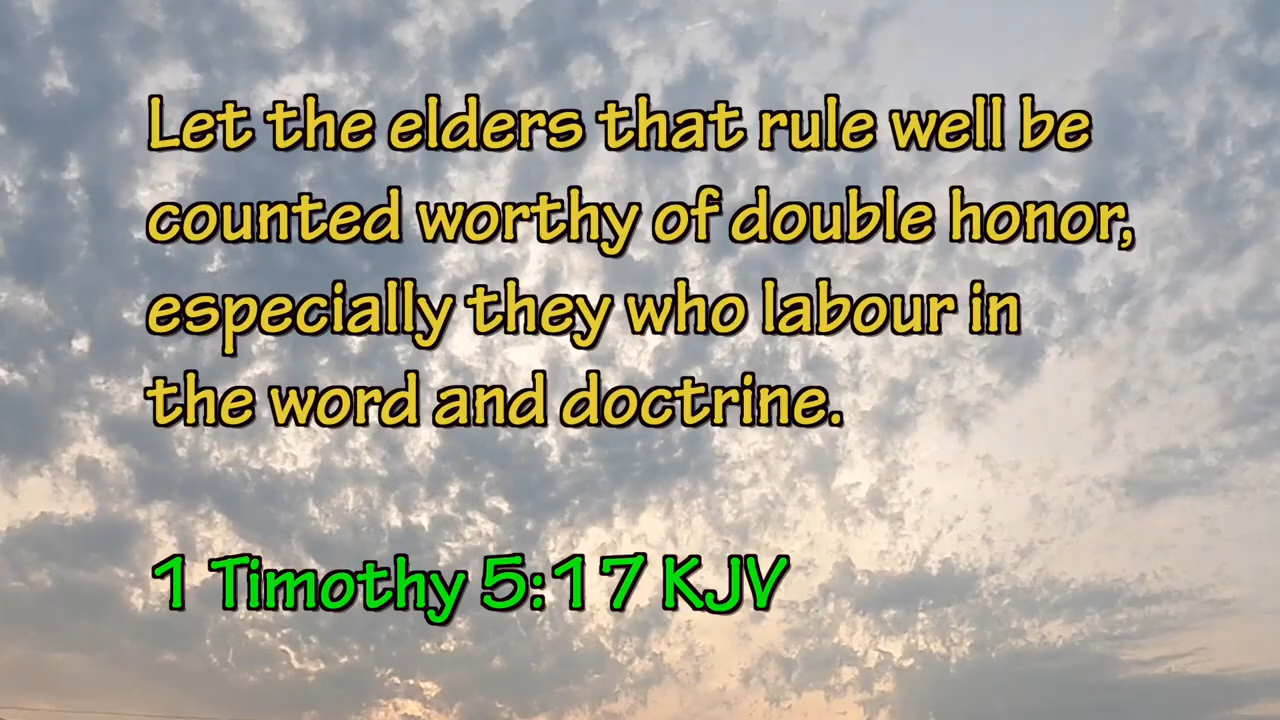 Let the elders that rule well be
counted worthy of double honor,
especially they who labour in
the word and doctrine.
1 Timothy 5:17 KJV